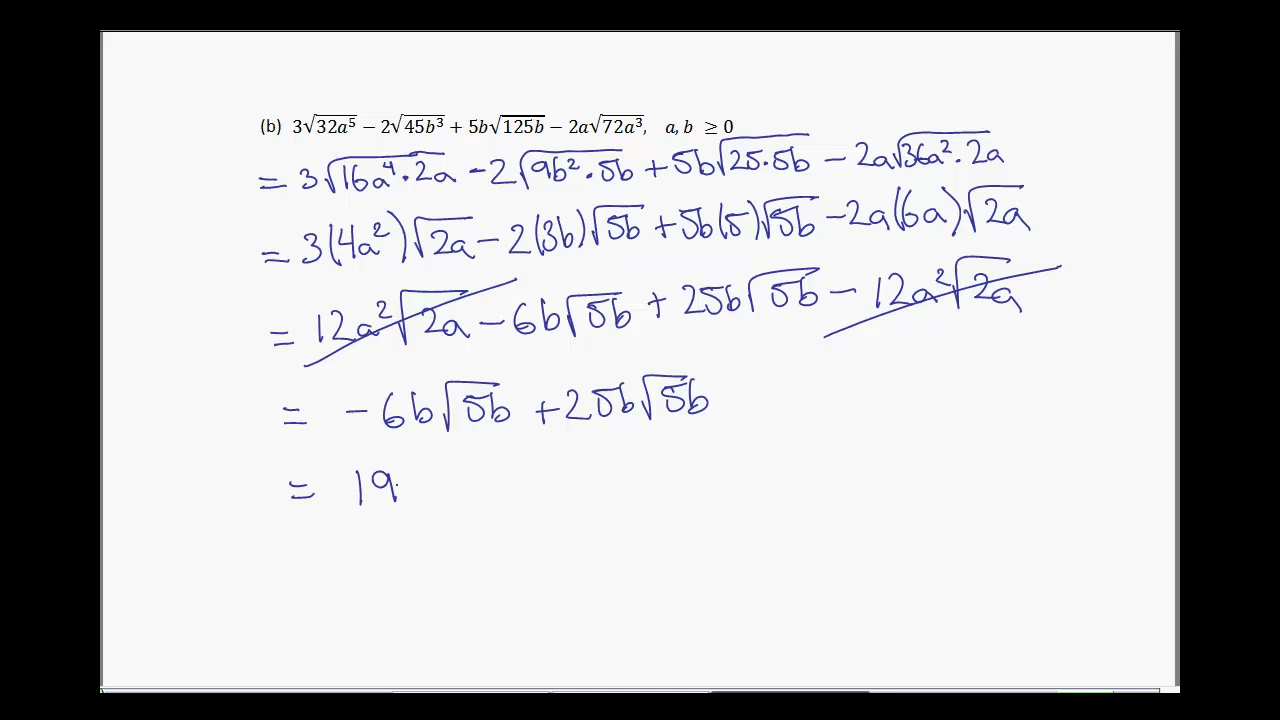 (b) 3√32a⁵ − 2√45b³ + 5b√125b − 2a√72a³, a, b ≥ 0
= 3√16a⁴·2a - 2√9b²·5b + 5b√25·5b − 2a√36a²·2a
= 3(4a²)√2a − 2(3b)√5b + 5b(5)√5b − 2a(6a)√2a
= 12a²√2a − 6b√5b + 25b√5b − 12a²√2a
= −6b√5b + 25b√5b
= 19